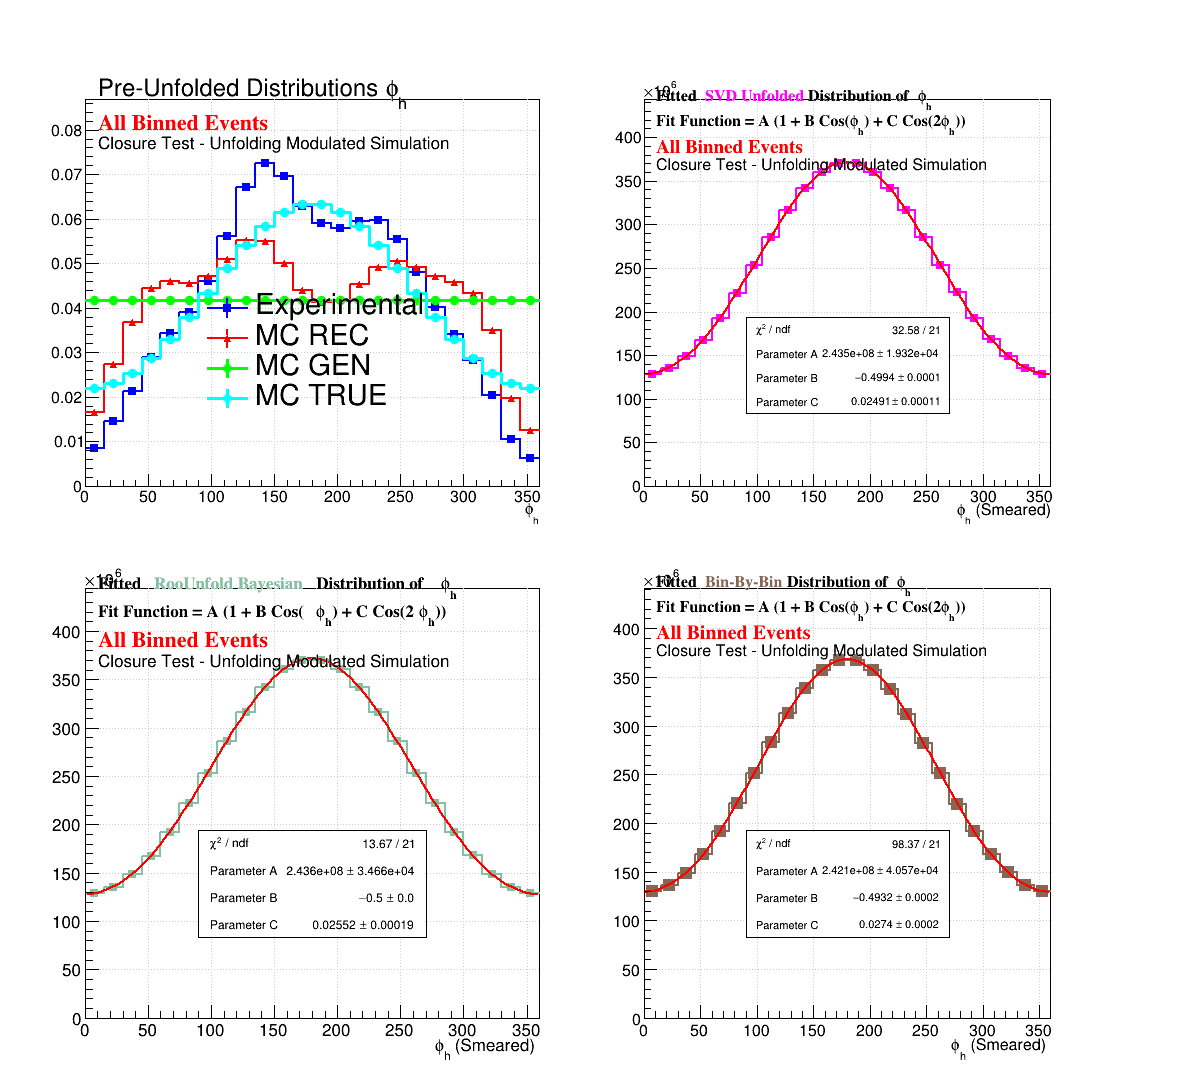 Pre-Unfolded Distributions ϕh
All Binned Events
Closure Test - Unfolding Modulated Simulation
0.08
0.07
0.06
0.05
0.04
0.03
0.02
0.01
0
Experimental
MC REC
MC GEN
MC TRUE
0 50 100 150 200 250 300 350
ϕh
×10^6
Fitted SVD Unfolded Distribution of ϕh
Fit Function = A (1 + B Cos(ϕh) + C Cos(2ϕh))
All Binned Events
Closure Test - Unfolding Modulated Simulation
400
350
300
250
200
150
100
50
0
χ² / ndf 32.58 / 21
Parameter A 2.435e+08 ± 1.932e+04
Parameter B −0.4994 ± 0.0001
Parameter C 0.02491 ± 0.00011
0 50 100 150 200 250 300 350
ϕh (Smeared)
×10^6
Fitted RooUnfold Bayesian Distribution of ϕh
Fit Function = A (1 + B Cos( ϕh) + C Cos(2 ϕh))
All Binned Events
Closure Test - Unfolding Modulated Simulation
400
350
300
250
200
150
100
50
0
χ² / ndf 13.67 / 21
Parameter A 2.436e+08 ± 3.466e+04
Parameter B −0.5 ± 0.0
Parameter C 0.02552 ± 0.00019
0 50 100 150 200 250 300 350
ϕh (Smeared)
×10^6
Fitted Bin-By-Bin Distribution of ϕh
Fit Function = A (1 + B Cos(ϕh) + C Cos(2ϕh))
All Binned Events
Closure Test - Unfolding Modulated Simulation
400
350
300
250
200
150
100
50
0
χ² / ndf 98.37 / 21
Parameter A 2.421e+08 ± 4.057e+04
Parameter B −0.4932 ± 0.0002
Parameter C 0.0274 ± 0.0002
0 50 100 150 200 250 300 350
ϕh (Smeared)